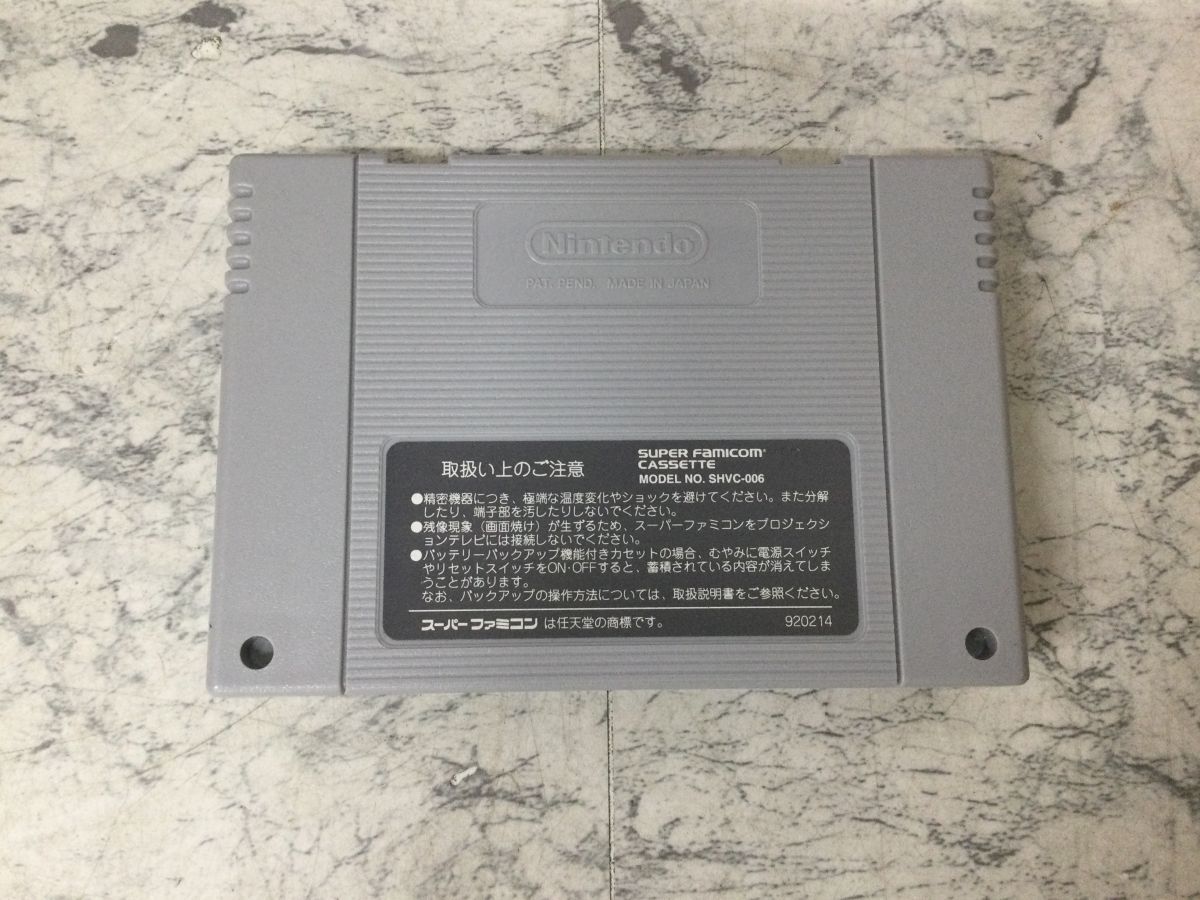 Nintendo
PAT. PEND. MADE IN JAPAN
取扱い上のご注意
SUPER FAMICOM
CASSETTE
MODEL NO. SHVC-006
●精密機器につき、極端な温度変化やショックを避けてください。また分解
したり、端子部を汚したりしないでください。
●残像現象(画面焼け)が生ずるため、スーパーファミコンをプロジェクシ
ョンテレビには接続しないでください。
●バッテリーバックアップ機能付きカセットの場合、むやみに電源スイッチ
やリセットスイッチをON・OFFすると、蓄積されている内容が消えてしま
うことがあります。
なお、バックアップの操作方法については、取扱説明書をご参照ください。
スーパーファミコンは任天堂の商標です。 920214